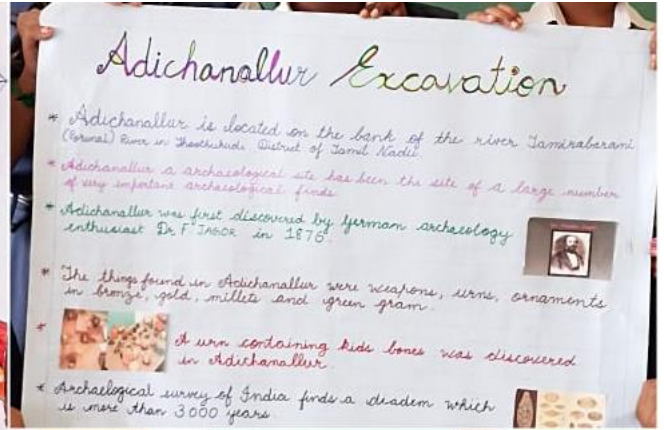 Adichanallur Excavation
* Adichanallur is located on the bank of the river Tamirabarani
(Porunai) River in Thoothukudi District of Tamil Nadu.
* Adichanallur a archaeological site has been the site of a large number
of very important archaeological finds
* Adichanallur was first discovered by German archaeology
enthusiast Dr F JAGOR in 1876.
* The things found in Adichanallur were weapons, urns, ornaments
in bronze, gold, millets and green gram.
* A urn containing kids bones was discovered
in Adichanallur.
* Archaelogical survey of India finds a deadem which
is more than 3000 years.